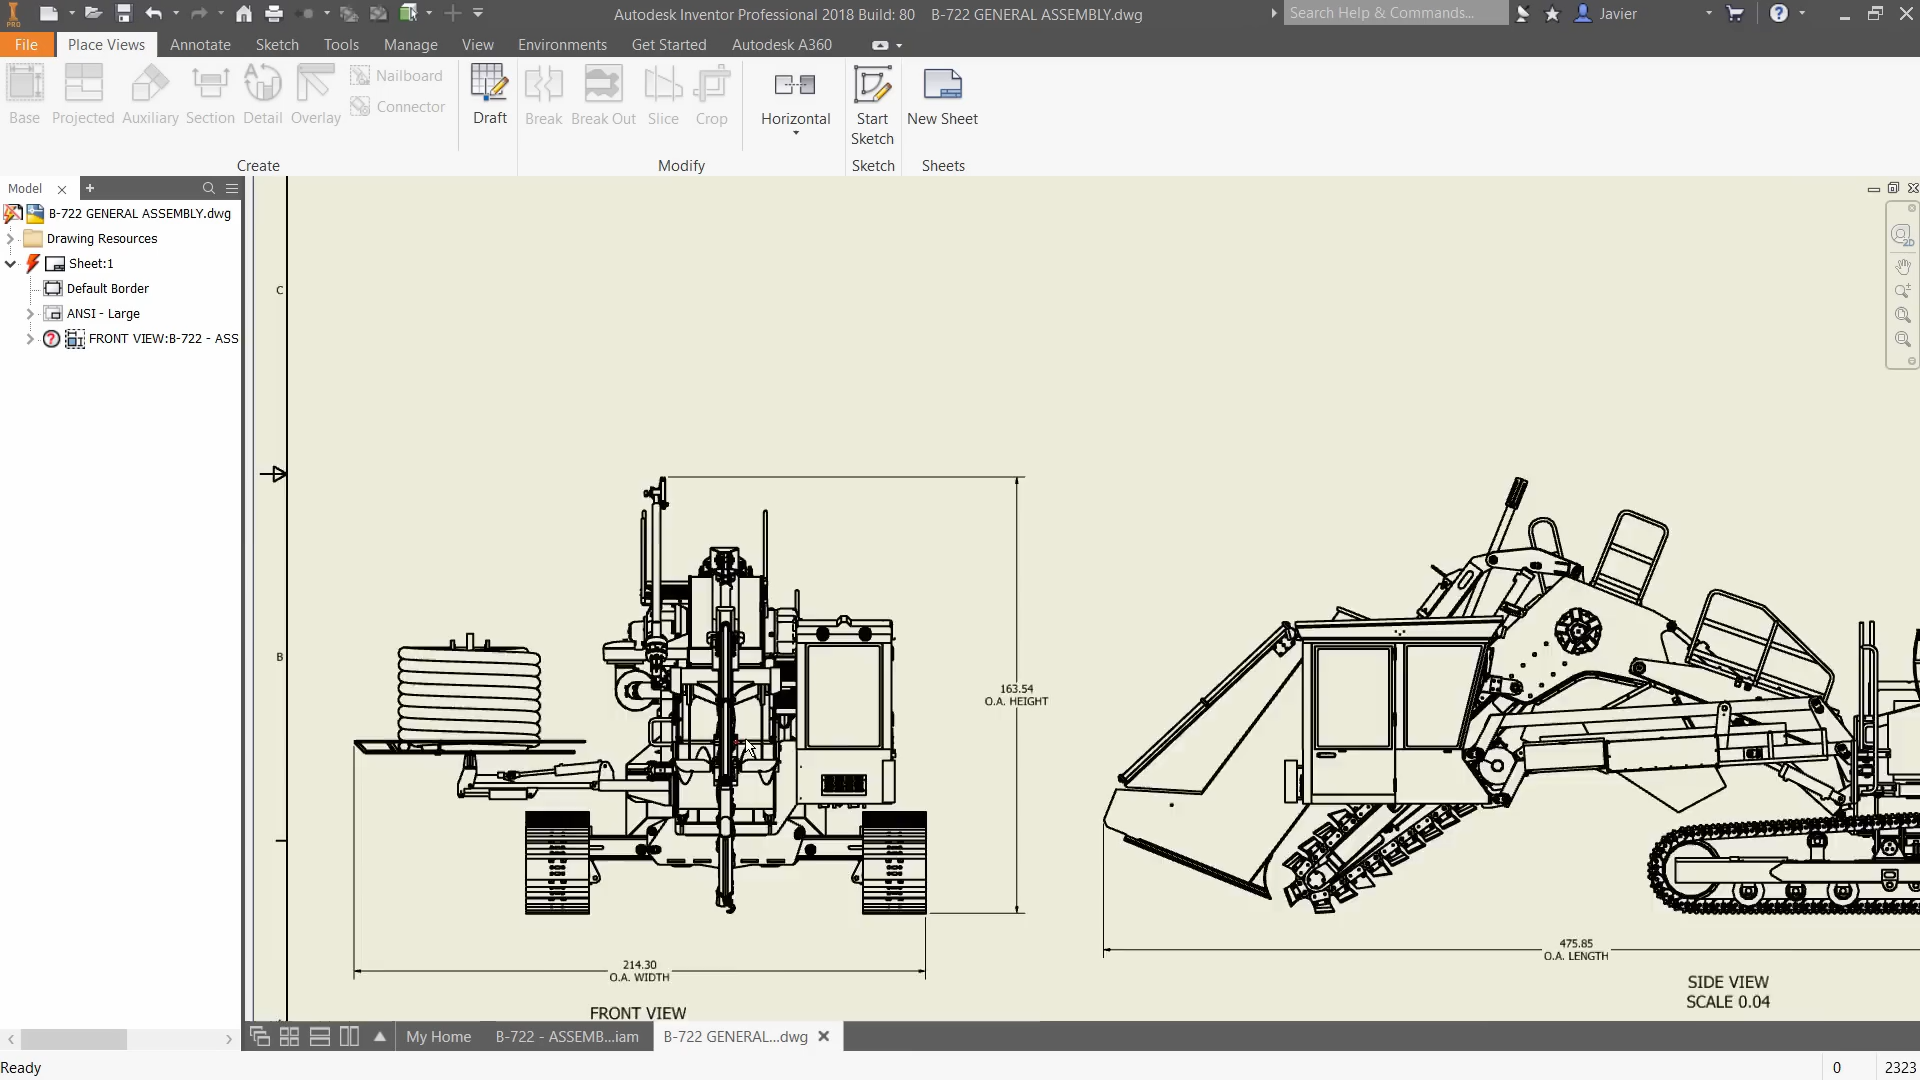 Autodesk Inventor Professional 2018 Build: 80 B-722 GENERAL ASSEMBLY.dwg
Search Help & Commands...
Javier
PRO
File
Place Views
Annotate
Sketch
Tools
Manage
View
Environments
Get Started
Autodesk A360
Base
Projected
Auxiliary
Section
Detail
Overlay
Nailboard
Connector
Draft
Break
Break Out
Slice
Crop
Horizontal
Start
Sketch
New Sheet
Create
Modify
Sketch
Sheets
Model
B-722 GENERAL ASSEMBLY.dwg
Drawing Resources
Sheet:1
Default Border
ANSI - Large
FRONT VIEW:B-722 - ASS
2D
C
B
163.54
O.A. HEIGHT
214.30
O.A. WIDTH
475.85
O.A. LENGTH
FRONT VIEW
SIDE VIEW
SCALE 0.04
My Home
B-722 - ASSEMB...iam
B-722 GENERAL...dwg
Ready
0
2323